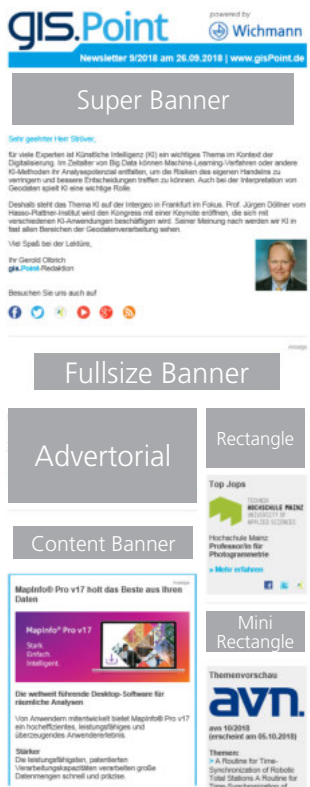 gis.Point
powered by
Wichmann
Newsletter 9/2018 am 26.09.2018 | www.gisPoint.de
Super Banner
Sehr geehrter Herr Ströver,
für viele Experten ist Künstliche Intelligenz (KI) ein wichtiges Thema im Kontext der
Digitalisierung. Im Zeitalter von Big Data können Machine-Learning-Verfahren oder andere
KI-Methoden ihr Analysepotenzial entfalten, um die Risiken des eigenen Handelns zu
verringern und bessere Entscheidungen treffen zu können. Auch bei der Interpretation von
Geodaten spielt KI eine wichtige Rolle.
Deshalb steht das Thema KI auf der Intergeo in Frankfurt im Fokus. Prof. Jürgen Döllner vom
Hasso-Plattner-Institut wird den Kongress mit einer Keynote eröffnen, die sich mit
verschiedenen KI-Anwendungen beschäftigen wird. Seiner Meinung nach werden wir KI in
fast allen Bereichen der Geodatenverarbeitung sehen.
Viel Spaß bei der Lektüre,
Ihr Gerold Olbrich
gis.Point-Redaktion
Besuchen Sie uns auch auf
Anzeige
Fullsize Banner
Advertorial
Rectangle
Top Jops
TECHNIK
HOCHSCHULE MAINZ
UNIVERSITY OF
APPLIED SCIENCES
Hochschule Mainz
Professor/in für
Photogrammetrie
» Mehr erfahren
Content Banner
Anzeige
MapInfo® Pro v17 holt das Beste aus Ihren
Daten
MapInfo® Pro v17
Stark.
Einfach.
Intelligent.
Die weltweit führende Desktop-Software für
räumliche Analysen
Von Anwendern mitentwickelt bietet MapInfo® Pro v17
ein hocheffizientes, leistungsfähiges und
überzeugendes Anwendererlebnis.
Stärker
Die leistungsfähigsten, patentierten
Verarbeitungskapazitäten verarbeiten große
Datenmengen schnell und präzise.
Mini
Rectangle
Themenvorschau
avn.
avn 10/2018
(erscheint am 05.10.2018)
Themen:
> A Routine for Time-
Synchronization of Robotic
Total Stations A Routine for
Time-Synchronization of